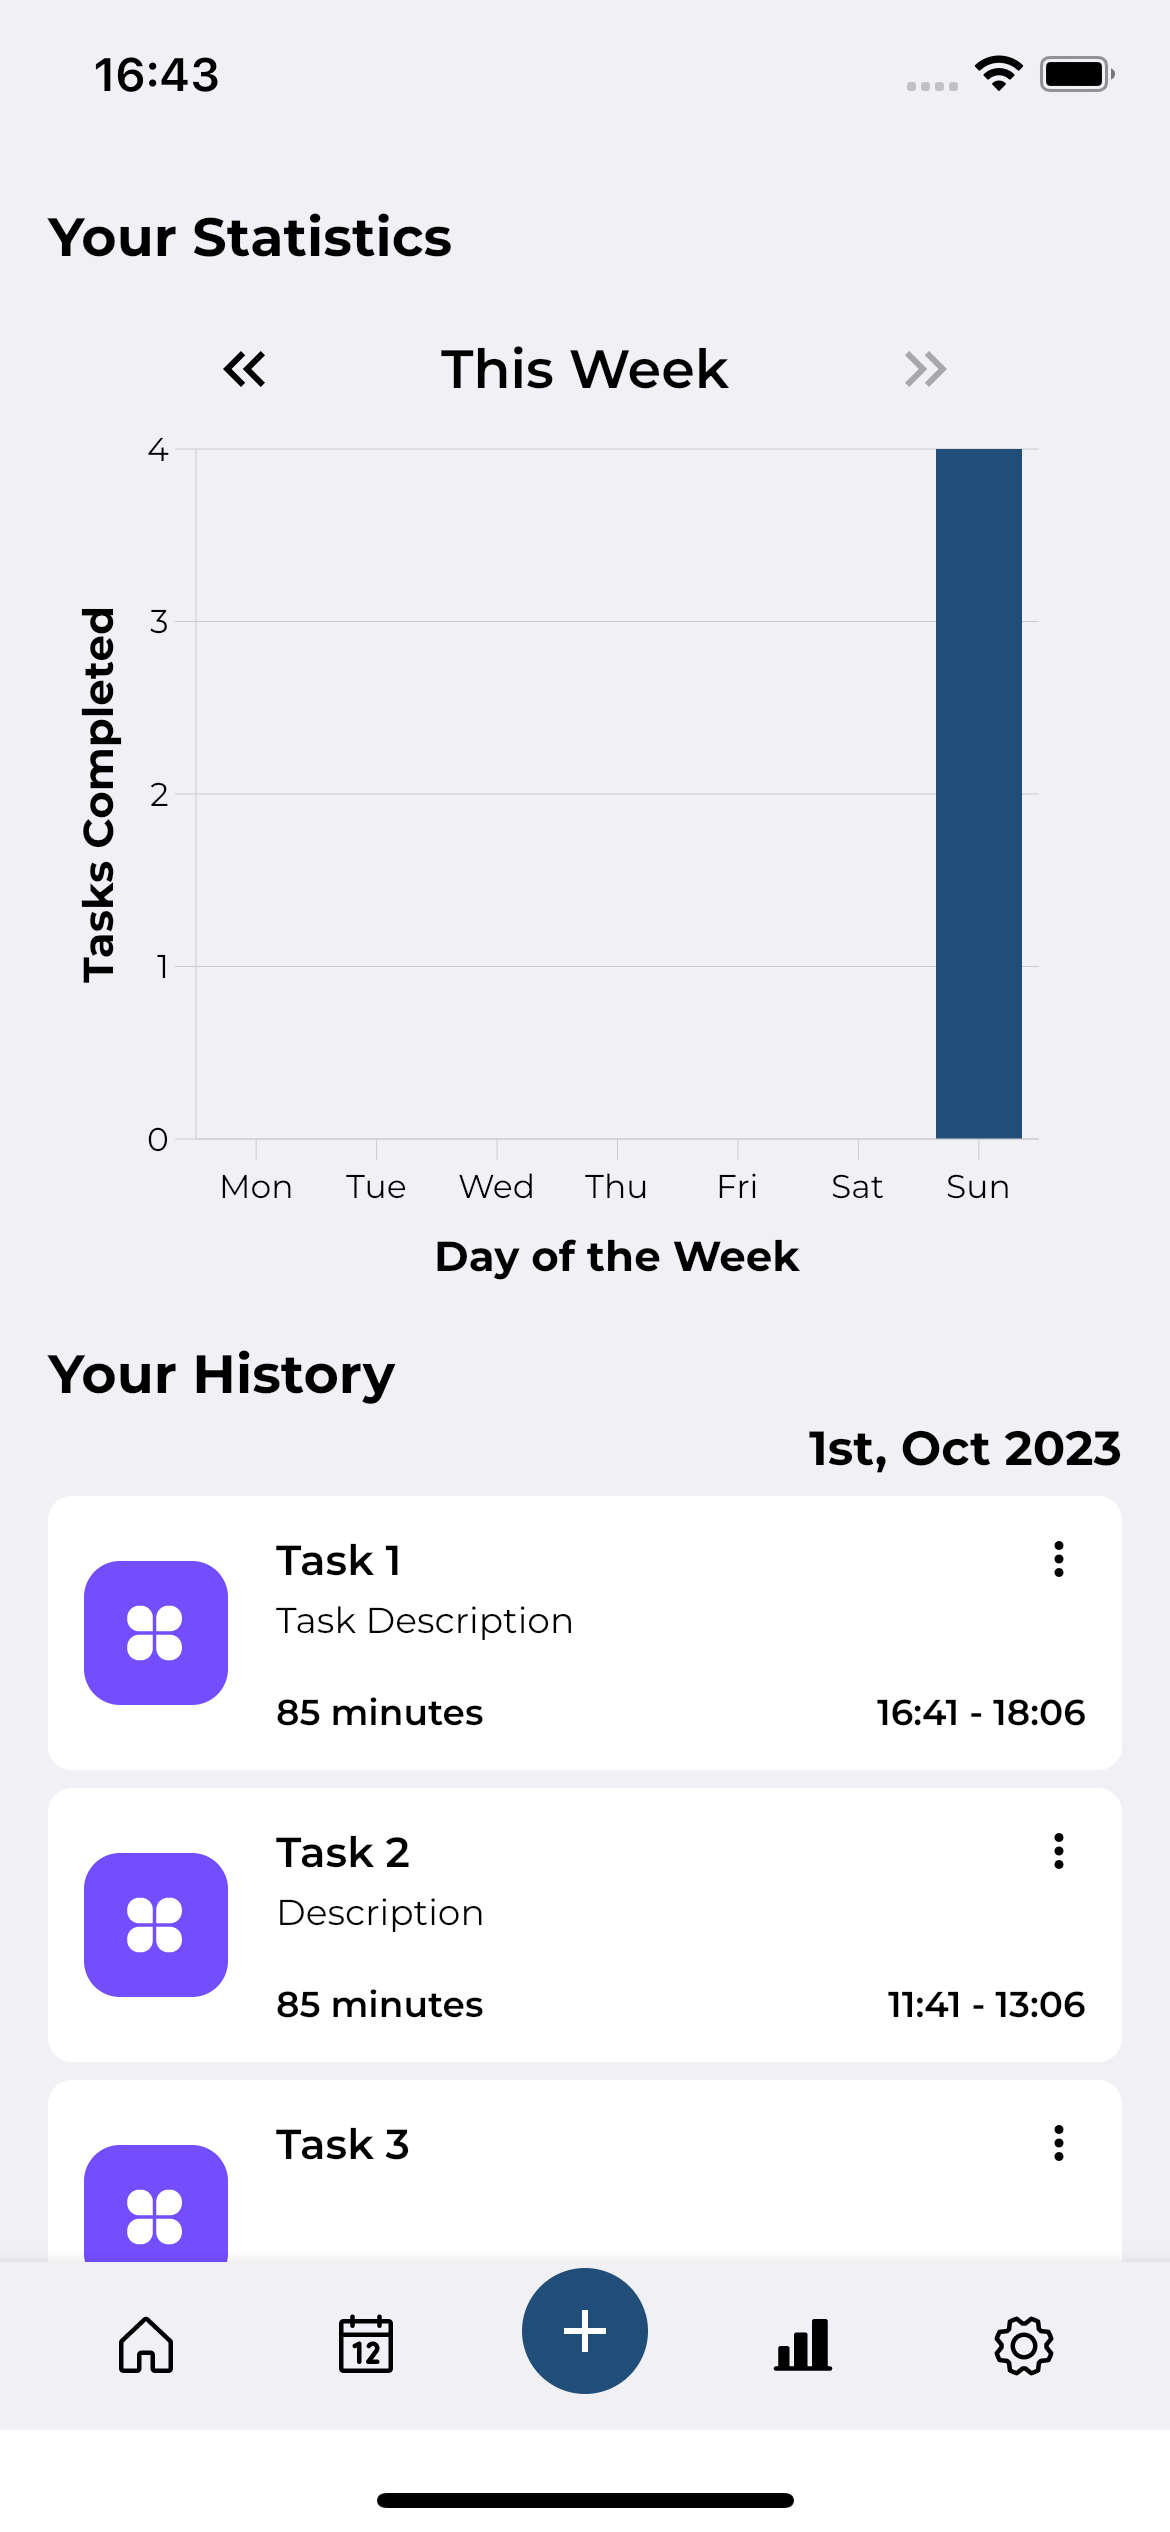 16:43
Your Statistics
This Week
4
3
2
1
0
Tasks Completed
Mon Tue Wed Thu Fri Sat Sun
Day of the Week
Your History
1st, Oct 2023
Task 1
Task Description
85 minutes 16:41 - 18:06
Task 2
Description
85 minutes 11:41 - 13:06
Task 3
12